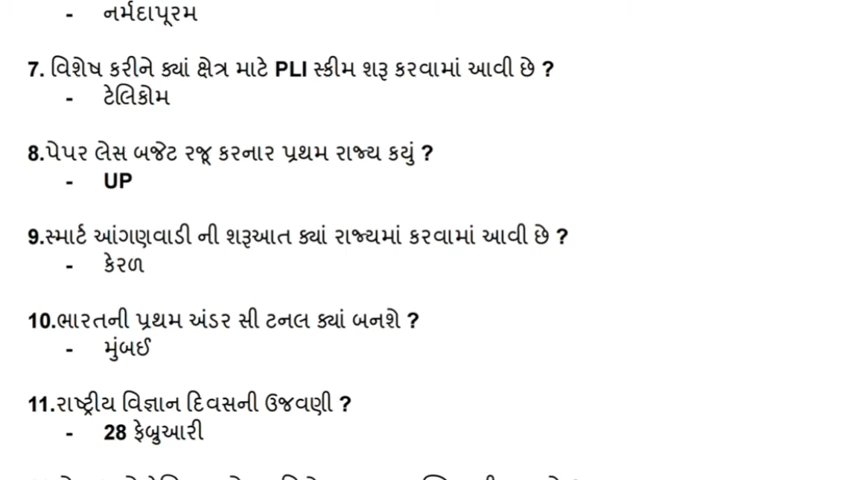 - નર્મદાપૂરમ
7. વિશેષ કરીને ક્યાં ક્ષેત્ર માટે PLI સ્કીમ શરૂ કરવામાં આવી છે ?
- ટેલિકોમ
8.પેપર લેસ બજેટ રજૂ કરનાર પ્રથમ રાજ્ય કયું ?
- UP
9.સ્માર્ટ આંગણવાડી ની શરૂઆત ક્યાં રાજ્યમાં કરવામાં આવી છે ?
- કેરળ
10.ભારતની પ્રથમ અંડર સી ટનલ ક્યાં બનશે ?
- મુંબઈ
11.રાષ્ટ્રીય વિજ્ઞાન દિવસની ઉજવણી ?
- 28 ફેબ્રુઆરી